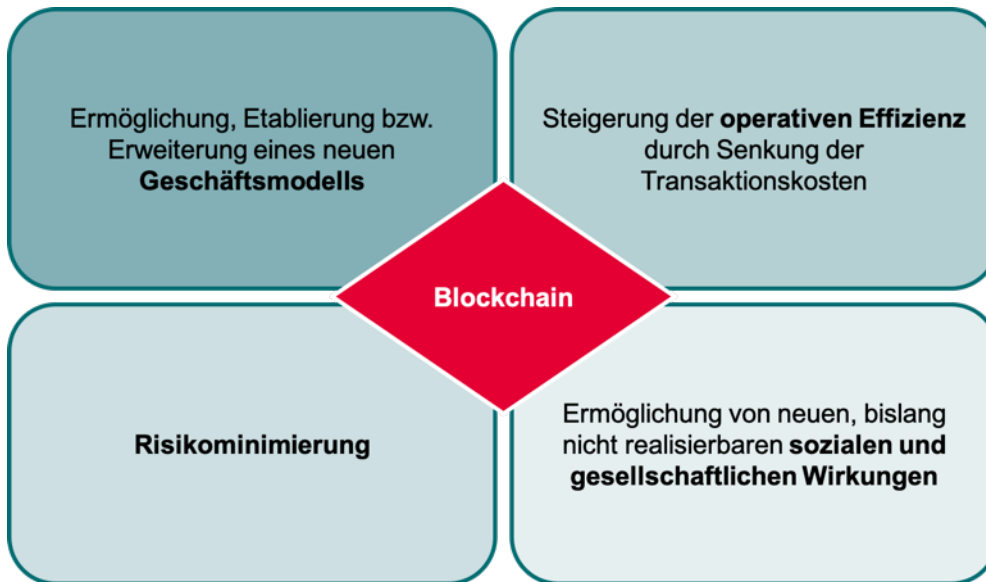 Ermöglichung, Etablierung bzw.
Erweiterung eines neuen
Geschäftsmodells
Steigerung der operativen Effizienz
durch Senkung der
Transaktionskosten
Blockchain
Risikominimierung
Ermöglichung von neuen, bislang
nicht realisierbaren sozialen und
gesellschaftlichen Wirkungen